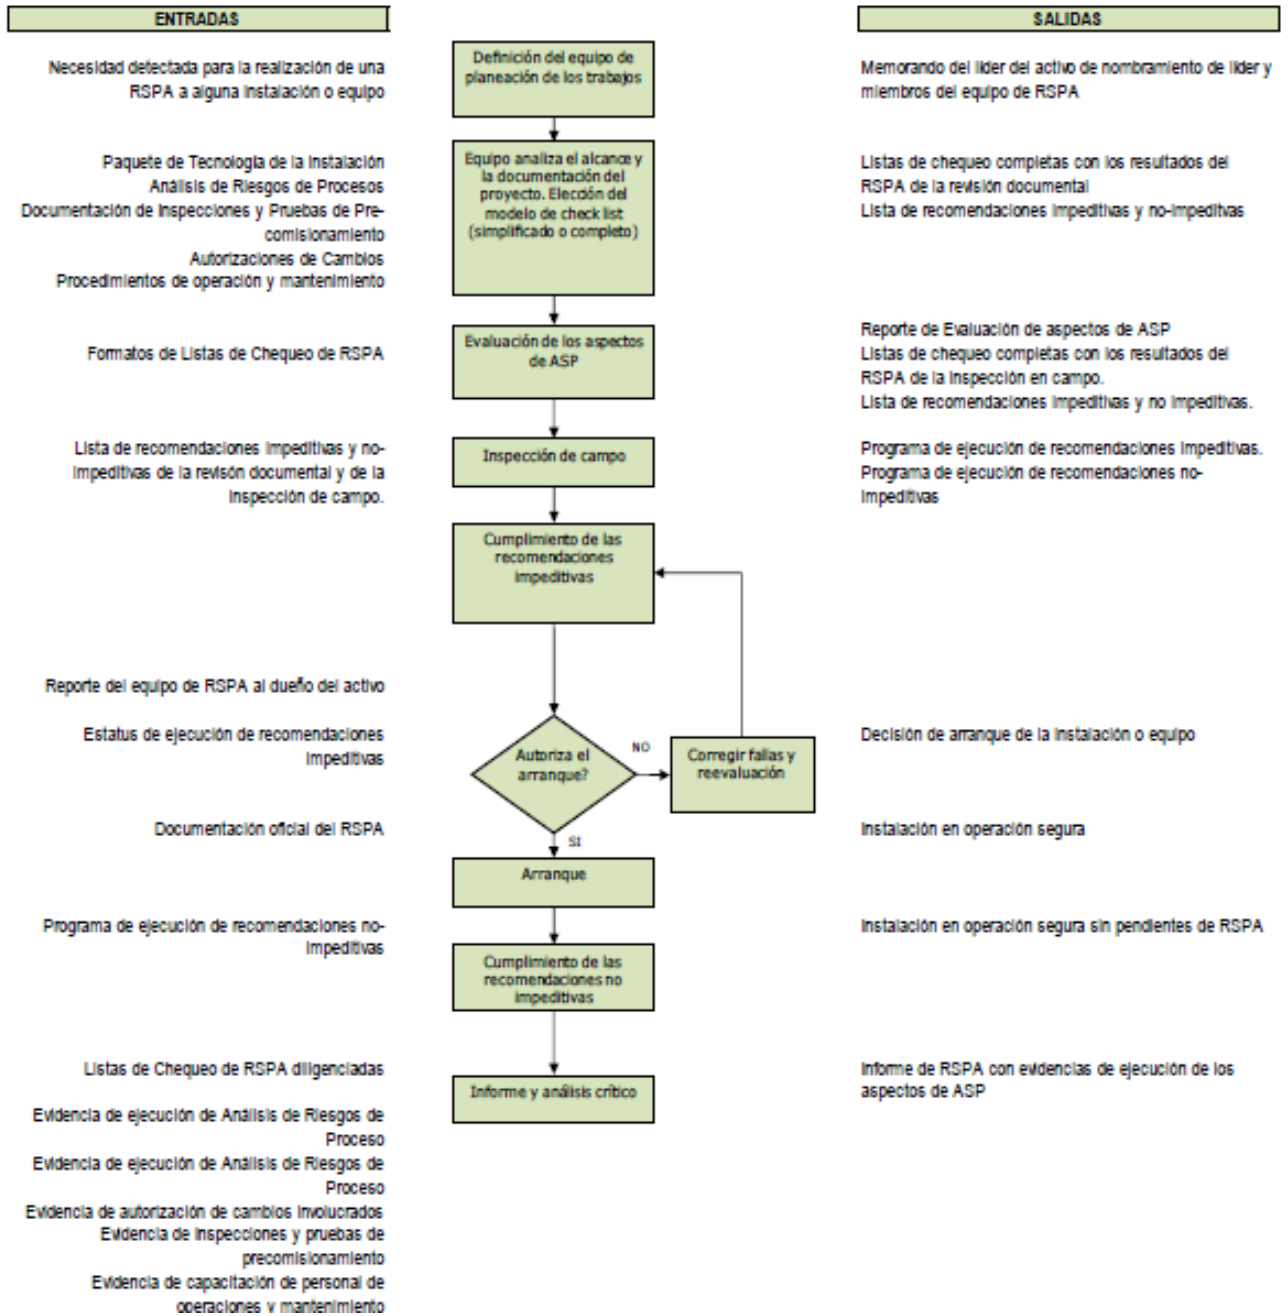 ENTRADAS
SALIDAS
Definición del equipo de
planeación de los trabajos
Necesidad detectada para la realización de una
RSPA a alguna instalación o equipo
Memorando del líder del activo de nombramiento de líder y
miembros del equipo de RSPA
Paquete de Tecnología de la Instalación
Análisis de Riesgos de Procesos
Documentación de Inspecciones y Pruebas de Pre-
comisionamiento
Autorizaciones de Cambios
Procedimientos de operación y mantenimiento
Equipo analiza el alcance y
la documentación del
proyecto. Elección del
modelo de check list
(simplificado o completo)
Listas de chequeo completas con los resultados del
RSPA de la revisión documental
Lista de recomendaciones impeditivas y no-impeditvas
Formatos de Listas de Chequeo de RSPA
Evaluación de los aspectos
de ASP
Reporte de Evaluación de aspectos de ASP
Listas de chequeo completas con los resultados del
RSPA de la inspección en campo.
Lista de recomendaciones impeditivas y no impeditivas.
Lista de recomendaciones impeditivas y no-
impeditivas de la revisón documental y de la
inspección de campo.
Inspección de campo
Programa de ejecución de recomendaciones impeditivas.
Programa de ejecución de recomendaciones no-
impeditivas
Cumplimiento de las
recomendaciones
impeditivas
Reporte del equipo de RSPA al dueño del activo
Estatus de ejecución de recomendaciones
impeditivas
Autoriza el
arranque?
NO
Corregir fallas y
reevaluación
Decisión de arranque de la instalación o equipo
Documentación oficial del RSPA
SI
Instalación en operación segura
Arranque
Programa de ejecución de recomendaciones no-
impeditivas
Cumplimiento de las
recomendaciones no
impeditivas
Instalación en operación segura sin pendientes de RSPA
Listas de Chequeo de RSPA diligenciadas
Informe y análisis crítico
Informe de RSPA con evidencias de ejecución de los
aspectos de ASP
Evidencia de ejecución de Análisis de Riesgos de
Proceso
Evidencia de ejecución de Análisis de Riesgos de
Proceso
Evidencia de autorización de cambios involucrados
Evidencia de inspecciones y pruebas de
precomisionamiento
Evidencia de capacitación de personal de
operaciones y mantenimiento